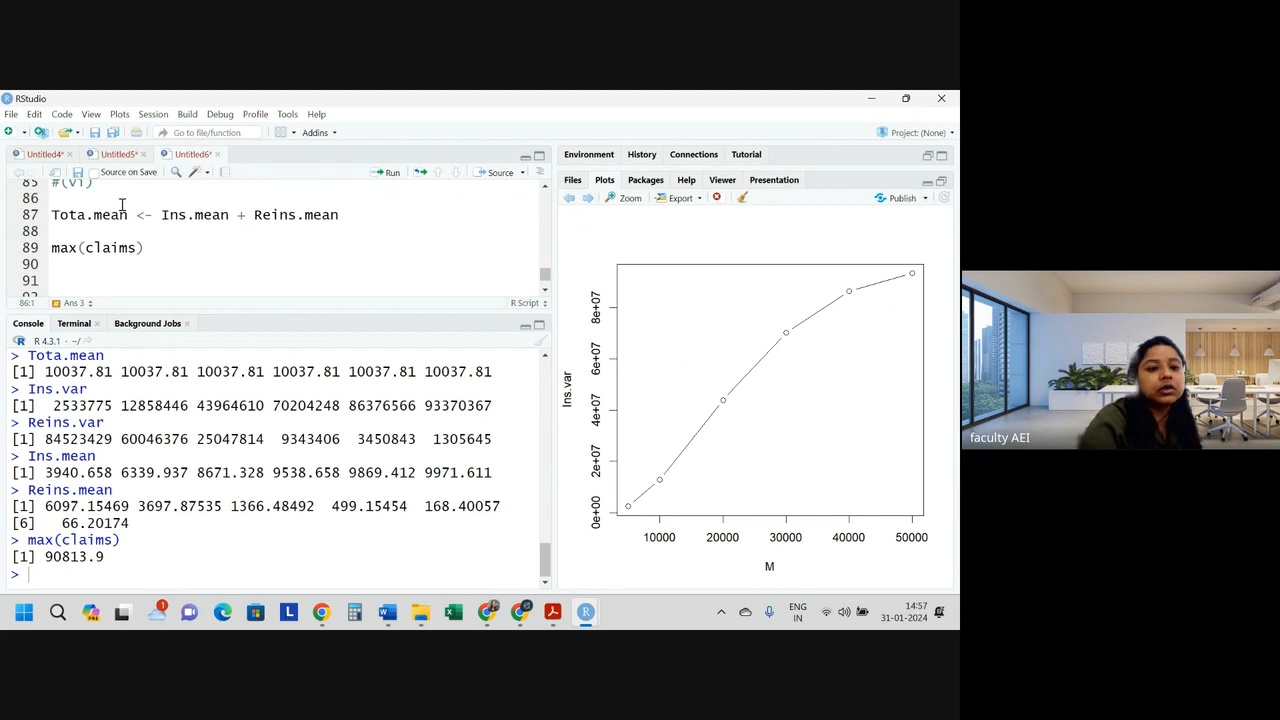 RStudio
File Edit Code View Plots Session Build Debug Profile Tools Help
Go to file/function Addins Project: (None)
Untitled4* Untitled5* Untitled6*
Source on Save Run Source
85 #(vi)
86
87 Tota.mean <- Ins.mean + Reins.mean
88
89 max(claims)
90
91
86:1 Ans 3 R Script
Console Terminal Background Jobs
R 4.3.1 · ~/
> Tota.mean
[1] 10037.81 10037.81 10037.81 10037.81 10037.81 10037.81
> Ins.var
[1] 2533775 12858446 43964610 70204248 86376566 93370367
> Reins.var
[1] 84523429 60046376 25047814 9343406 3450843 1305645
> Ins.mean
[1] 3940.658 6339.937 8671.328 9538.658 9869.412 9971.611
> Reins.mean
[1] 6097.15469 3697.87535 1366.48492 499.15454 168.40057
[6] 66.20174
> max(claims)
[1] 90813.9
>
Environment History Connections Tutorial
Files Plots Packages Help Viewer Presentation
Zoom Export Publish
Ins.var
0e+00 2e+07 4e+07 6e+07 8e+07
10000 20000 30000 40000 50000
M
faculty AEI
1
PRE
L
ENG
IN
14:57
31-01-2024